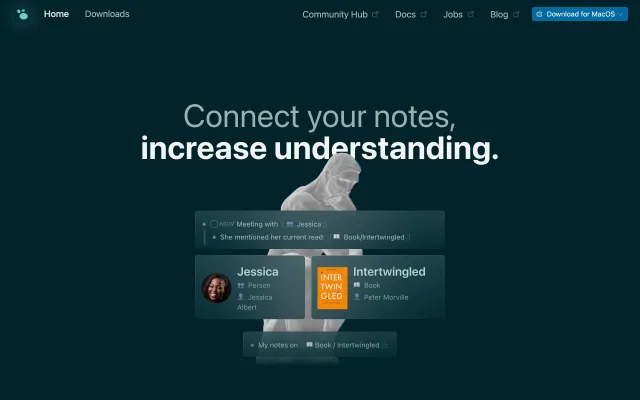 Home
Downloads
Community Hub
Docs
Jobs
Blog
Download for MacOS
Connect your notes,
increase understanding.
NOW Meeting with [[ Jessica]]
She mentioned her current read: [[ Book/Intertwingled ]]
Jessica
Person
Jessica
Albert
INTER
TWIN
GLED
Intertwingled
Book
Peter Morville
My notes on [[ Book / Intertwingled ]]: